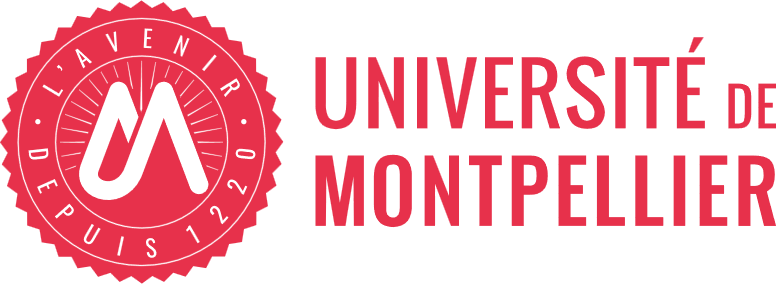 L'AVENIR
DEPUIS 1220
UNIVERSITÉ DE
MONTPELLIER